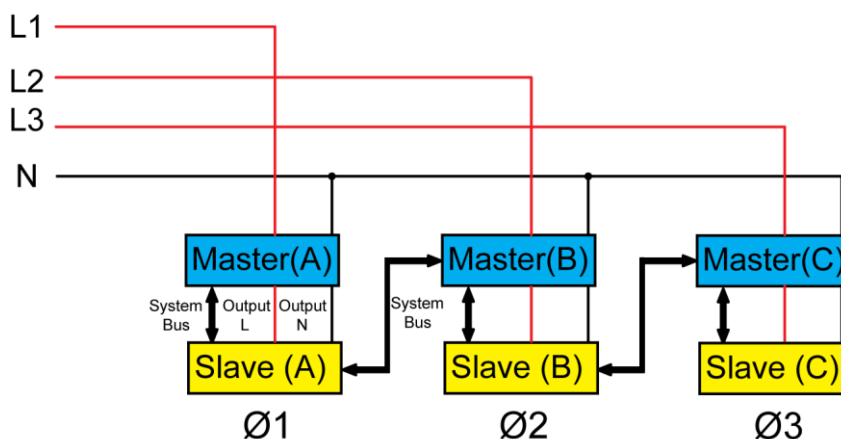 L1
L2
L3
N
Master(A)
Master(B)
Master(C)
System
Bus
Output
L
Output
N
System
Bus
Slave (A)
Slave (B)
Slave (C)
Ø1
Ø2
Ø3